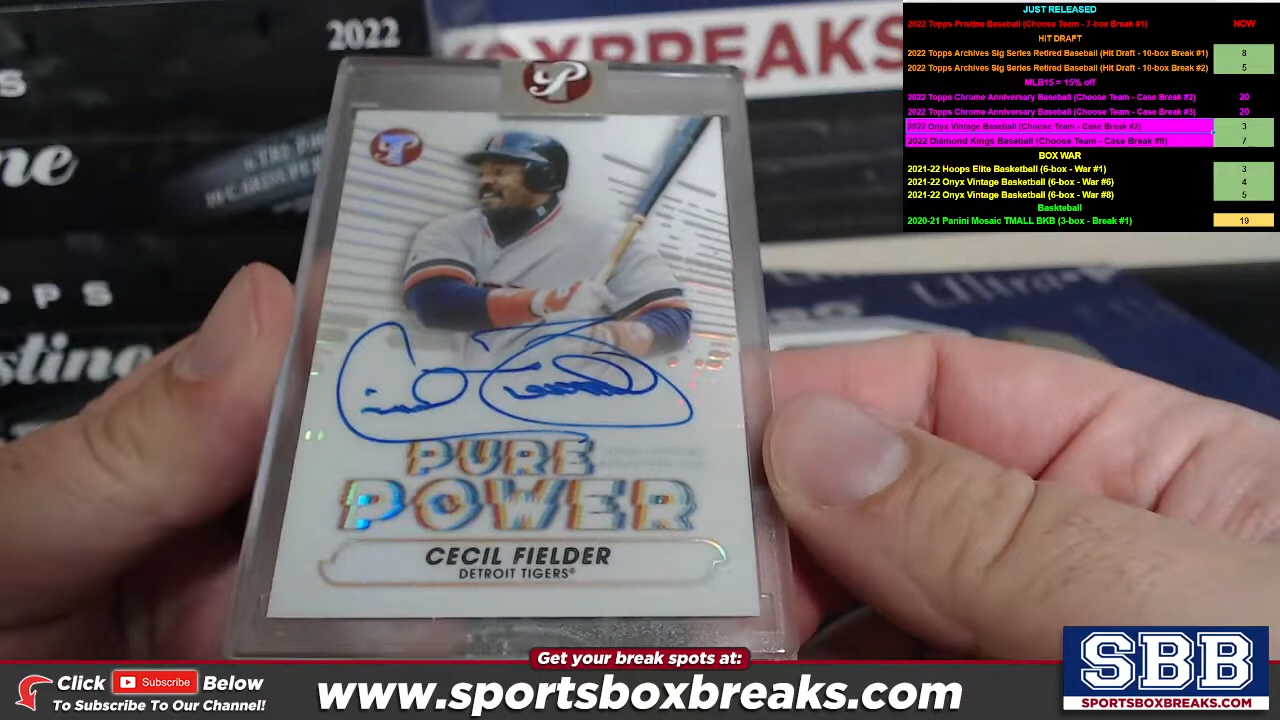 2022
BOXBREAKS
JUST RELEASED
2022 Topps Pristine Baseball (Choose Team - 7-box Break #1) NOW
HIT DRAFT
2022 Topps Archives Sig Series Retired Baseball (Hit Draft - 10-box Break #1) 8
2022 Topps Archives Sig Series Retired Baseball (Hit Draft - 10-box Break #2) 5
MLB15 = 15% off
2022 Topps Chrome Anniversary Baseball (Choose Team - Case Break #2) 20
2022 Topps Chrome Anniversary Baseball (Choose Team - Case Break #3) 20
2022 Onyx Vintage Baseball (Choose Team - Case Break #2) 3
2022 Diamond Kings Baseball (Choose Team - Case Break #8) 7
BOX WAR
2021-22 Hoops Elite Basketball (6-box - War #1) 3
2021-22 Onyx Vintage Basketball (6-box - War #6) 4
2021-22 Onyx Vintage Basketball (6-box - War #8) 5
Baskteball
2020-21 Panini Mosaic TMALL BKB (3-box - Break #1) 19
P
P
PPS
stine
Cecil Fielder
PURE
POWER
CECIL FIELDER
DETROIT TIGERS®
Get your break spots at:
Click Subscribe Below
To Subscribe To Our Channel!
www.sportsboxbreaks.com
SBB
SPORTSBOXBREAKS.COM